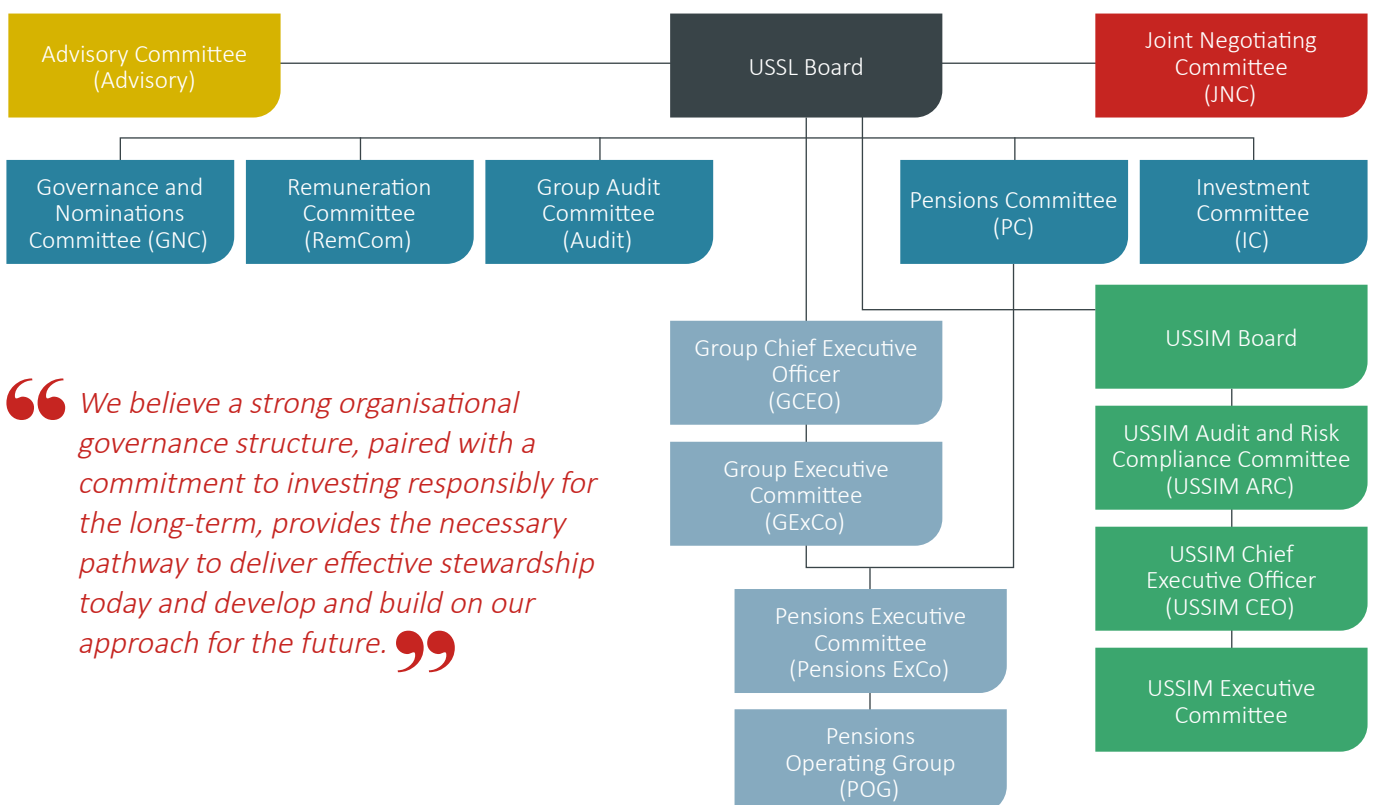 Advisory Committee
(Advisory)
USSL Board
Joint Negotiating
Committee
(JNC)
Governance and
Nominations
Committee (GNC)
Remuneration
Committee
(RemCom)
Group Audit
Committee
(Audit)
Pensions Committee
(PC)
Investment
Committee
(IC)
Group Chief Executive
Officer
(GCEO)
Group Executive
Committee
(GExCo)
Pensions Executive
Committee
(Pensions ExCo)
Pensions
Operating Group
(POG)
USSIM Board
USSIM Audit and Risk
Compliance Committee
(USSIM ARC)
USSIM Chief
Executive Officer
(USSIM CEO)
USSIM Executive
Committee
“ We believe a strong organisational
governance structure, paired with a
commitment to investing responsibly for
the long-term, provides the necessary
pathway to deliver effective stewardship
today and develop and build on our
approach for the future. ”